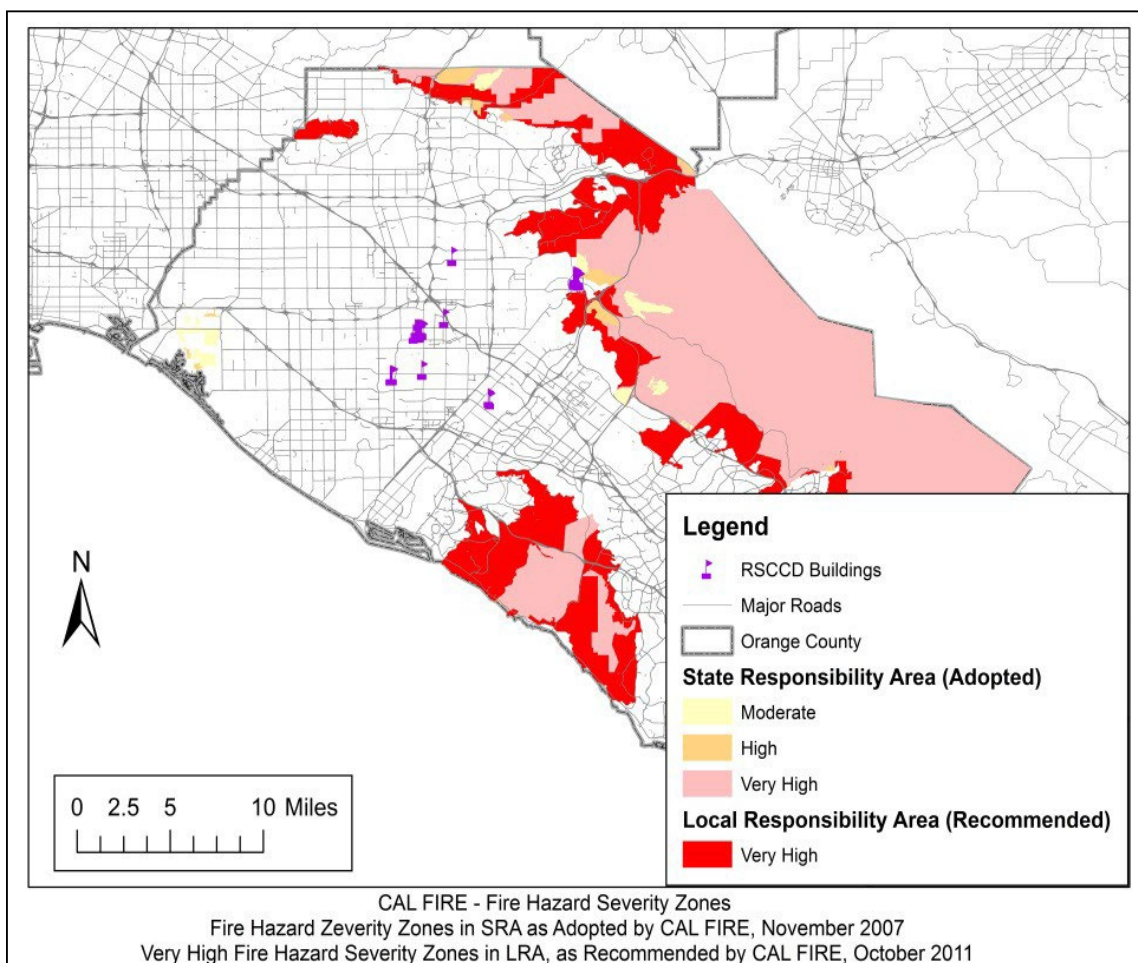 N
0 2.5 5 10 Miles
Legend
RSCCD Buildings
Major Roads
Orange County
State Responsibility Area (Adopted)
Moderate
High
Very High
Local Responsibility Area (Recommended)
Very High
CAL FIRE - Fire Hazard Severity Zones
Fire Hazard Zeverity Zones in SRA as Adopted by CAL FIRE, November 2007
Very High Fire Hazard Severity Zones in LRA, as Recommended by CAL FIRE, October 2011